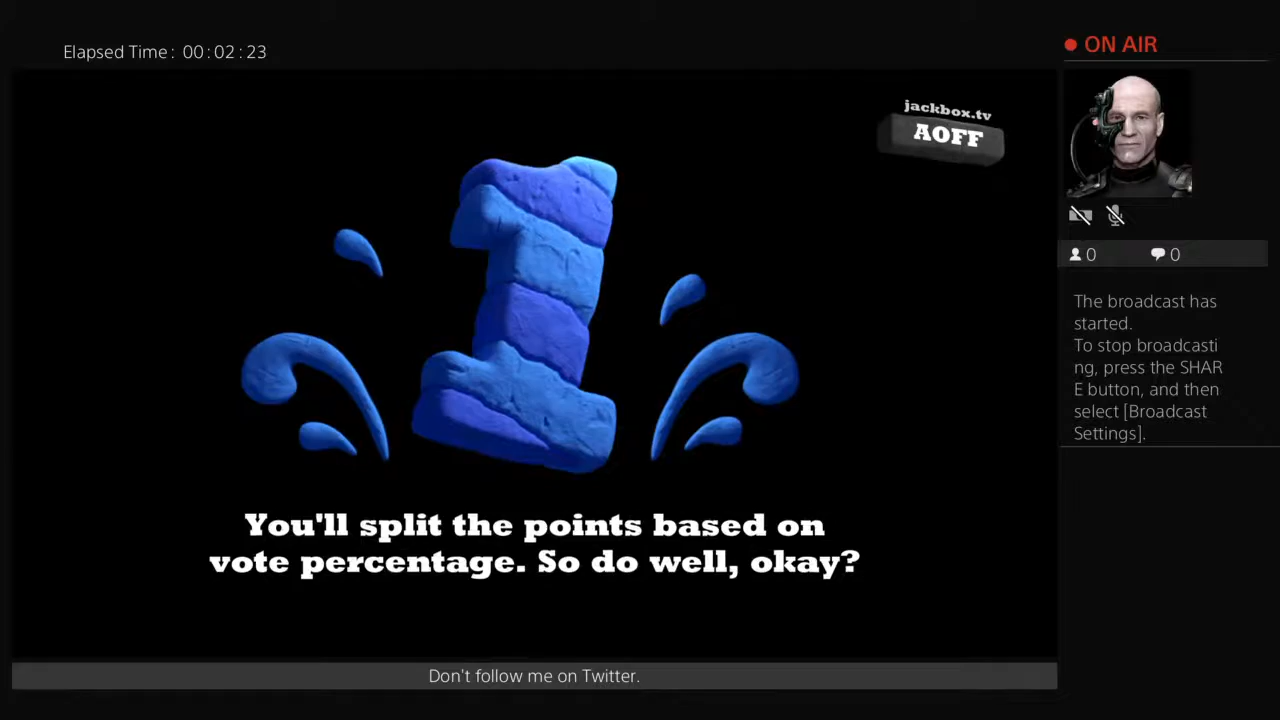 Elapsed Time: 00:02:23
ON AIR
jackbox.tv
AOFF
1
0
0
The broadcast has
started.
To stop broadcasti
ng, press the SHAR
E button, and then
select [Broadcast
Settings].
You'll split the points based on
vote percentage. So do well, okay?
Don't follow me on Twitter.